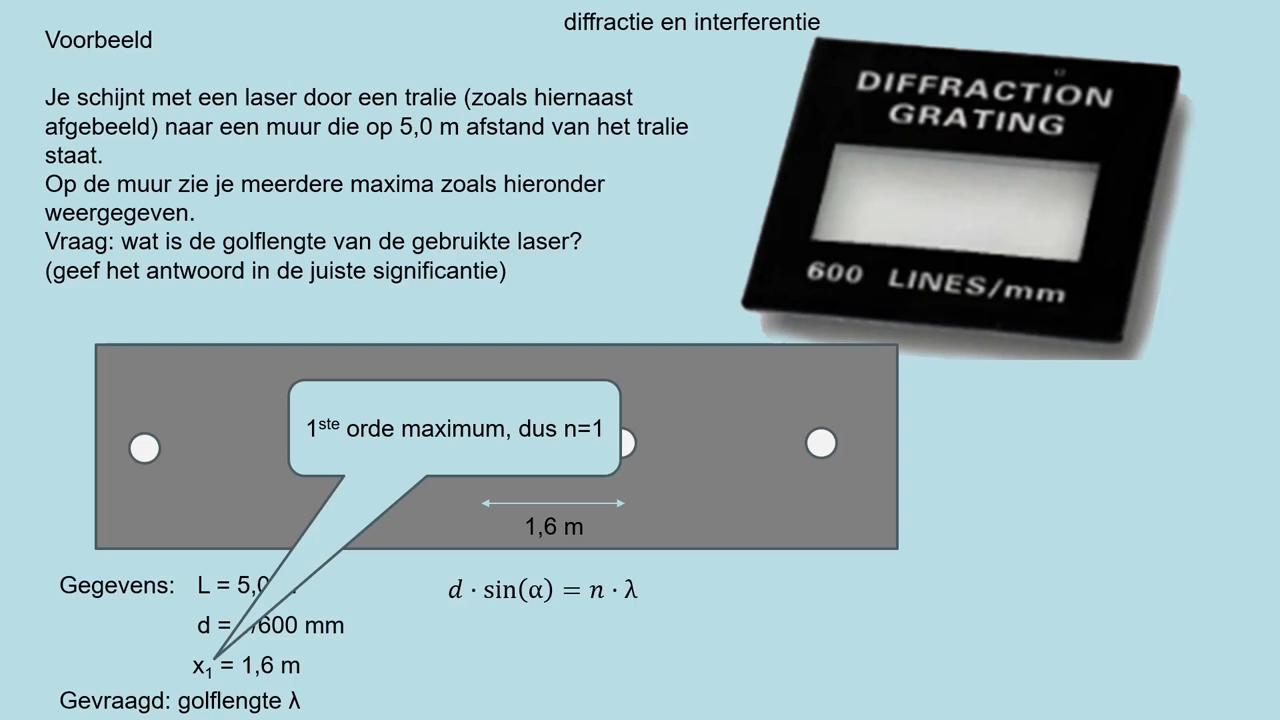 diffractie en interferentie
Voorbeeld
Je schijnt met een laser door een tralie (zoals hiernaast
afgebeeld) naar een muur die op 5,0 m afstand van het tralie
staat.
Op de muur zie je meerdere maxima zoals hieronder
weergegeven.
Vraag: wat is de golflengte van de gebruikte laser?
(geef het antwoord in de juiste significantie)
DIFFRACTION
GRATING
600 LINES/mm
1ste orde maximum, dus n=1
1,6 m
Gegevens: L = 5,0
d · sin(α) = n · λ
d = /600 mm
x₁ = 1,6 m
Gevraagd: golflengte λ